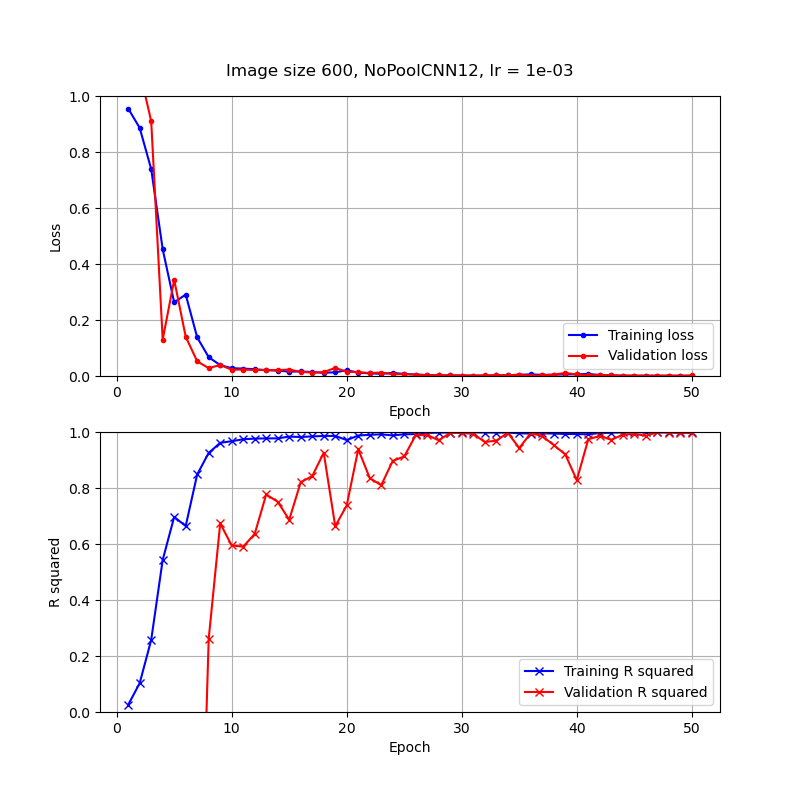 Image size 600, NoPoolCNN12, lr = 1e-03
1.0
0.8
0.6
0.4
0.2
0.0
Loss
Training loss
Validation loss
0 10 20 30 40 50
Epoch
1.0
0.8
0.6
0.4
0.2
0.0
R squared
Training R squared
Validation R squared
0 10 20 30 40 50
Epoch